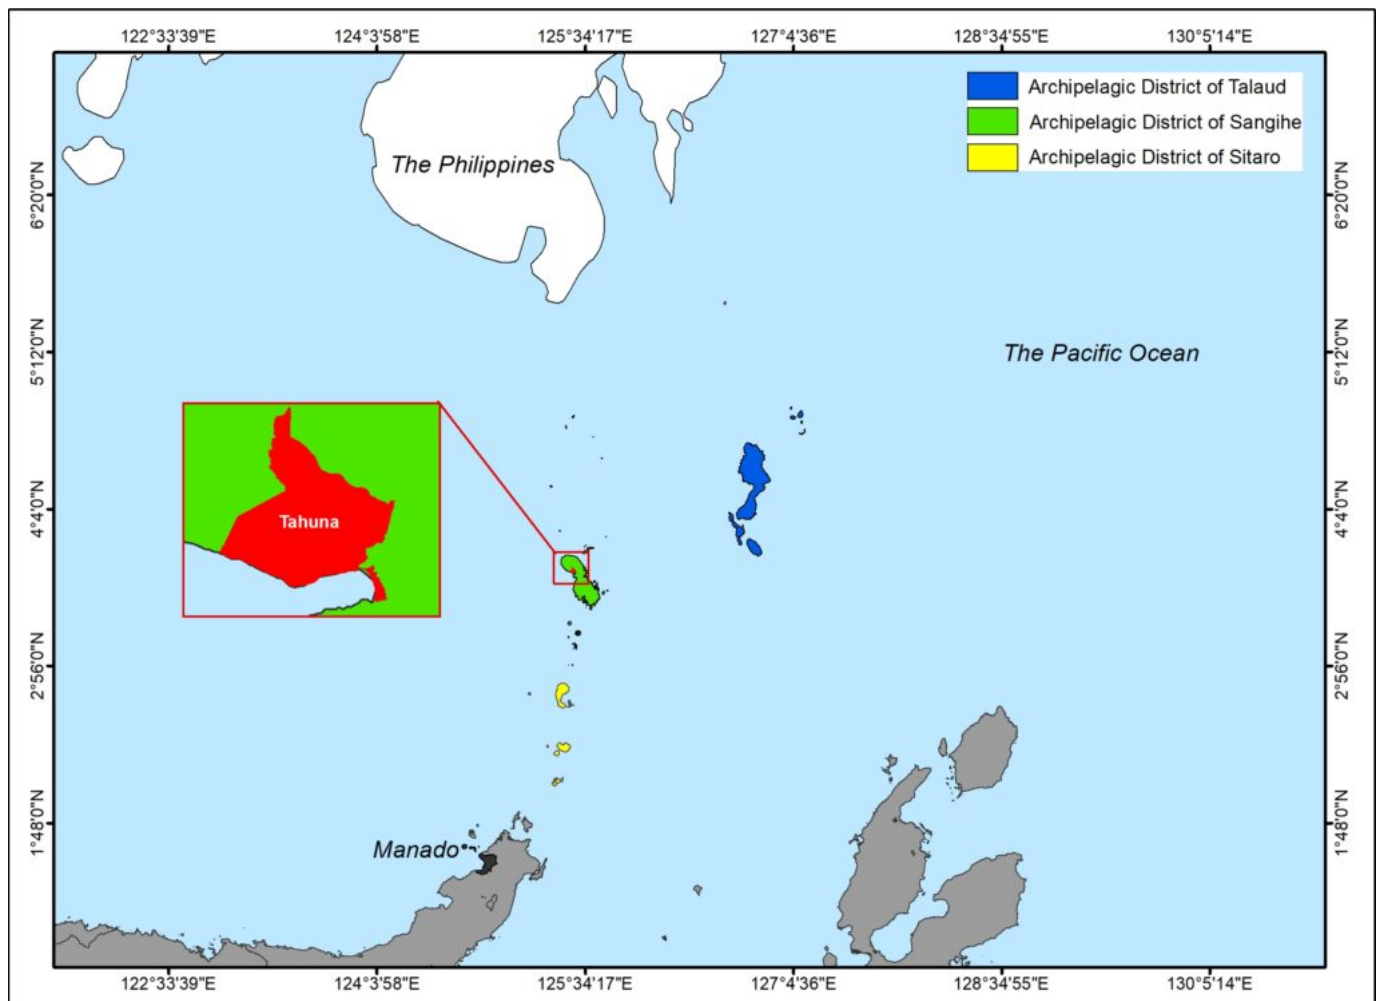 122°33'39"E 124°3'58"E 125°34'17"E 127°4'36"E 128°34'55"E 130°5'14"E
Archipelagic District of Talaud
Archipelagic District of Sangihe
Archipelagic District of Sitaro
The Philippines
6°20'0"N 6°20'0"N
The Pacific Ocean
5°12'0"N 5°12'0"N
Tahuna
4°4'0"N 4°4'0"N
2°56'0"N 2°56'0"N
1°48'0"N 1°48'0"N
Manado
122°33'39"E 124°3'58"E 125°34'17"E 127°4'36"E 128°34'55"E 130°5'14"E